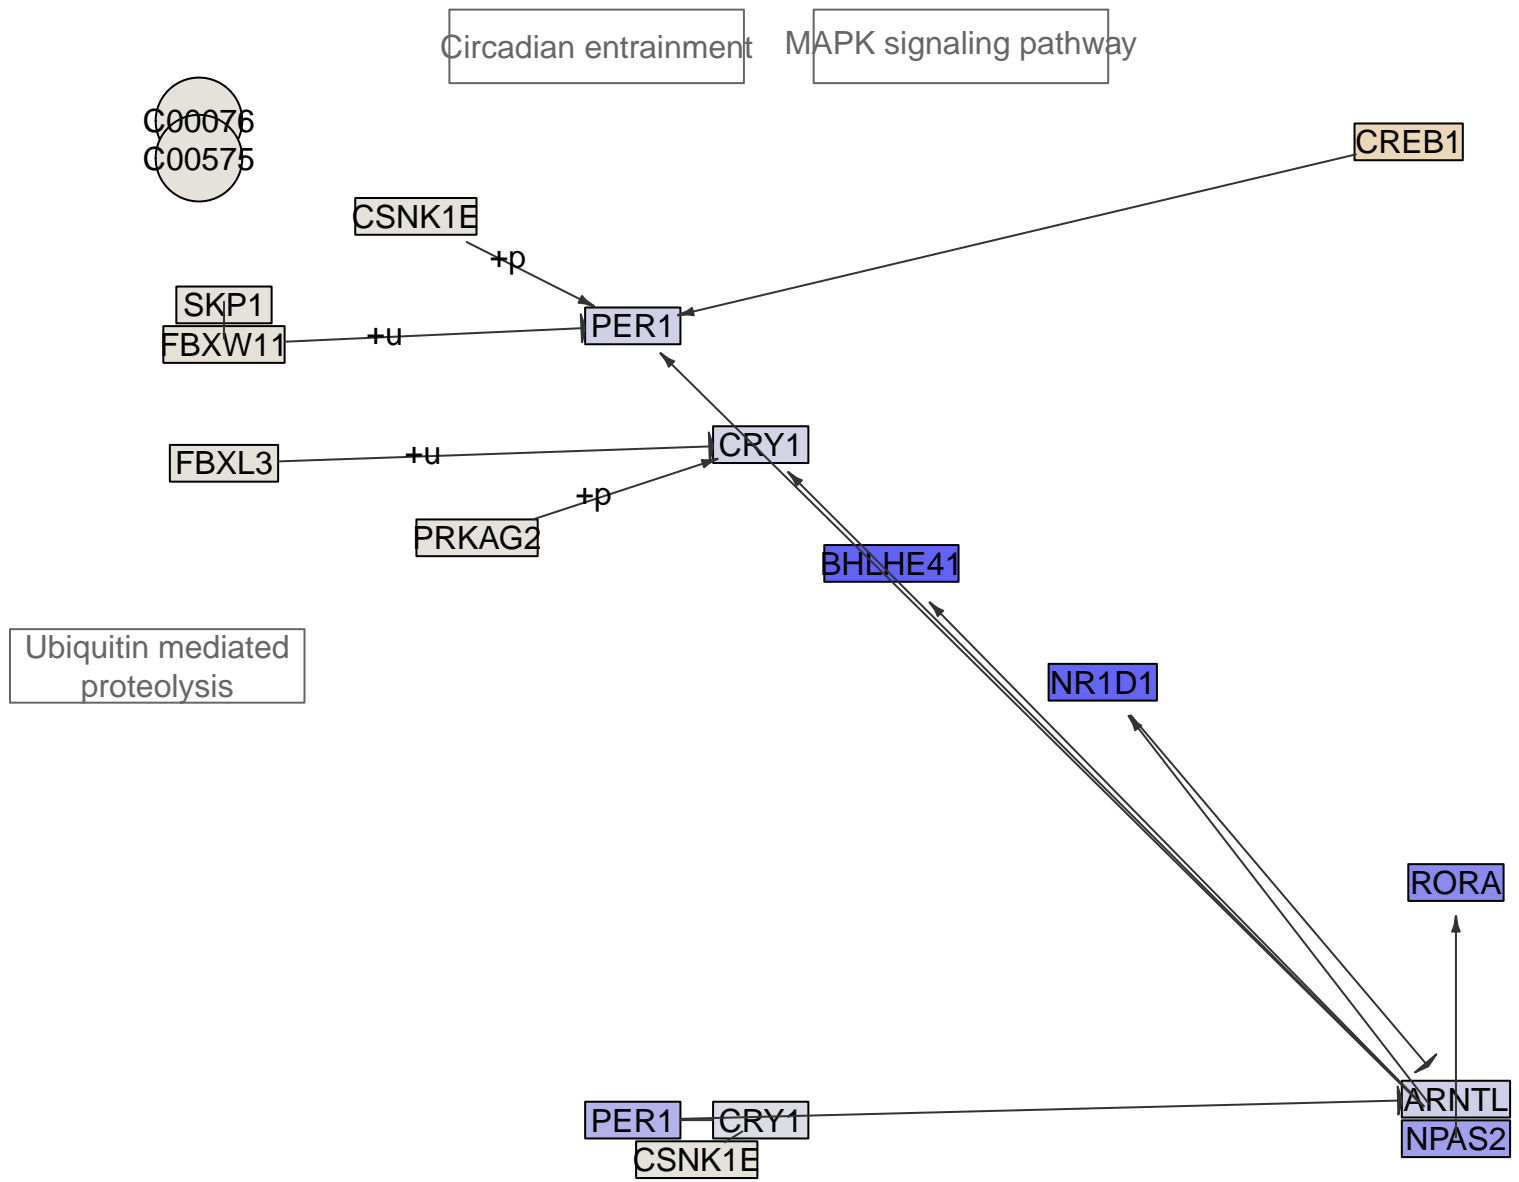 Circadian entrainment
MAPK signaling pathway
C00076
C00575
CREB1
CSNK1E
+p
SKP1
FBXW11
+u
PER1
FBXL3
+u
CRY1
+p
PRKAG2
BHLHE41
Ubiquitin mediated
proteolysis
NR1D1
RORA
ARNTL
PER1
CRY1
NPAS2
CSNK1E